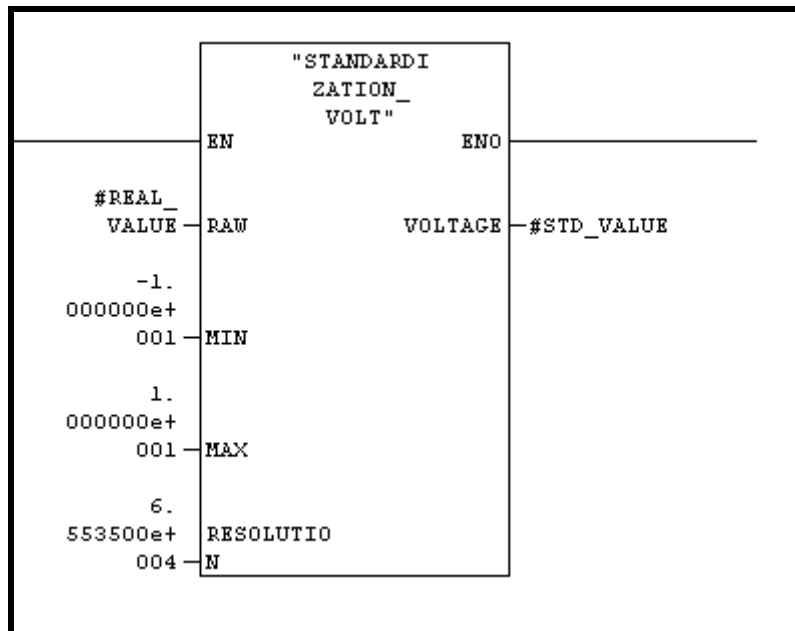 "STANDARDI
ZATION_
VOLT"
EN ENO
#REAL_
VALUE RAW VOLTAGE #STD_VALUE
-1.
000000e+
001 MIN
1.
000000e+
001 MAX
6.
553500e+ RESOLUTIO
004 N